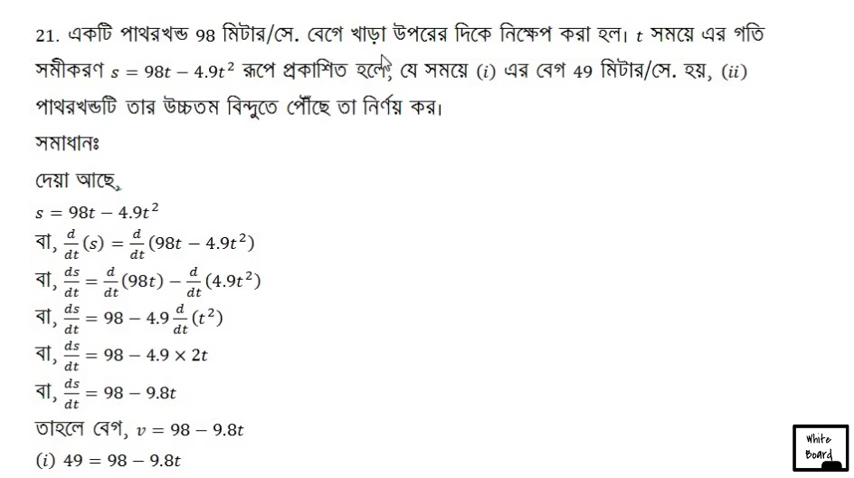 21. একটি পাথরখন্ড 98 মিটার/সে. বেগে খাড়া উপরের দিকে নিক্ষেপ করা হল। t সময়ে এর গতি
সমীকরণ s = 98t − 4.9t² রূপে প্রকাশিত হলে, যে সময়ে (i) এর বেগ 49 মিটার/সে. হয়, (ii)
পাথরখন্ডটি তার উচ্চতম বিন্দুতে পৌঁছে তা নির্ণয় কর।
সমাধানঃ
দেয়া আছে,
s = 98t − 4.9t²
বা, d/dt (s) = d/dt (98t − 4.9t²)
বা, ds/dt = d/dt (98t) − d/dt (4.9t²)
বা, ds/dt = 98 − 4.9 d/dt (t²)
বা, ds/dt = 98 − 4.9 × 2t
বা, ds/dt = 98 − 9.8t
তাহলে বেগ, v = 98 − 9.8t
(i) 49 = 98 − 9.8t
White
Board